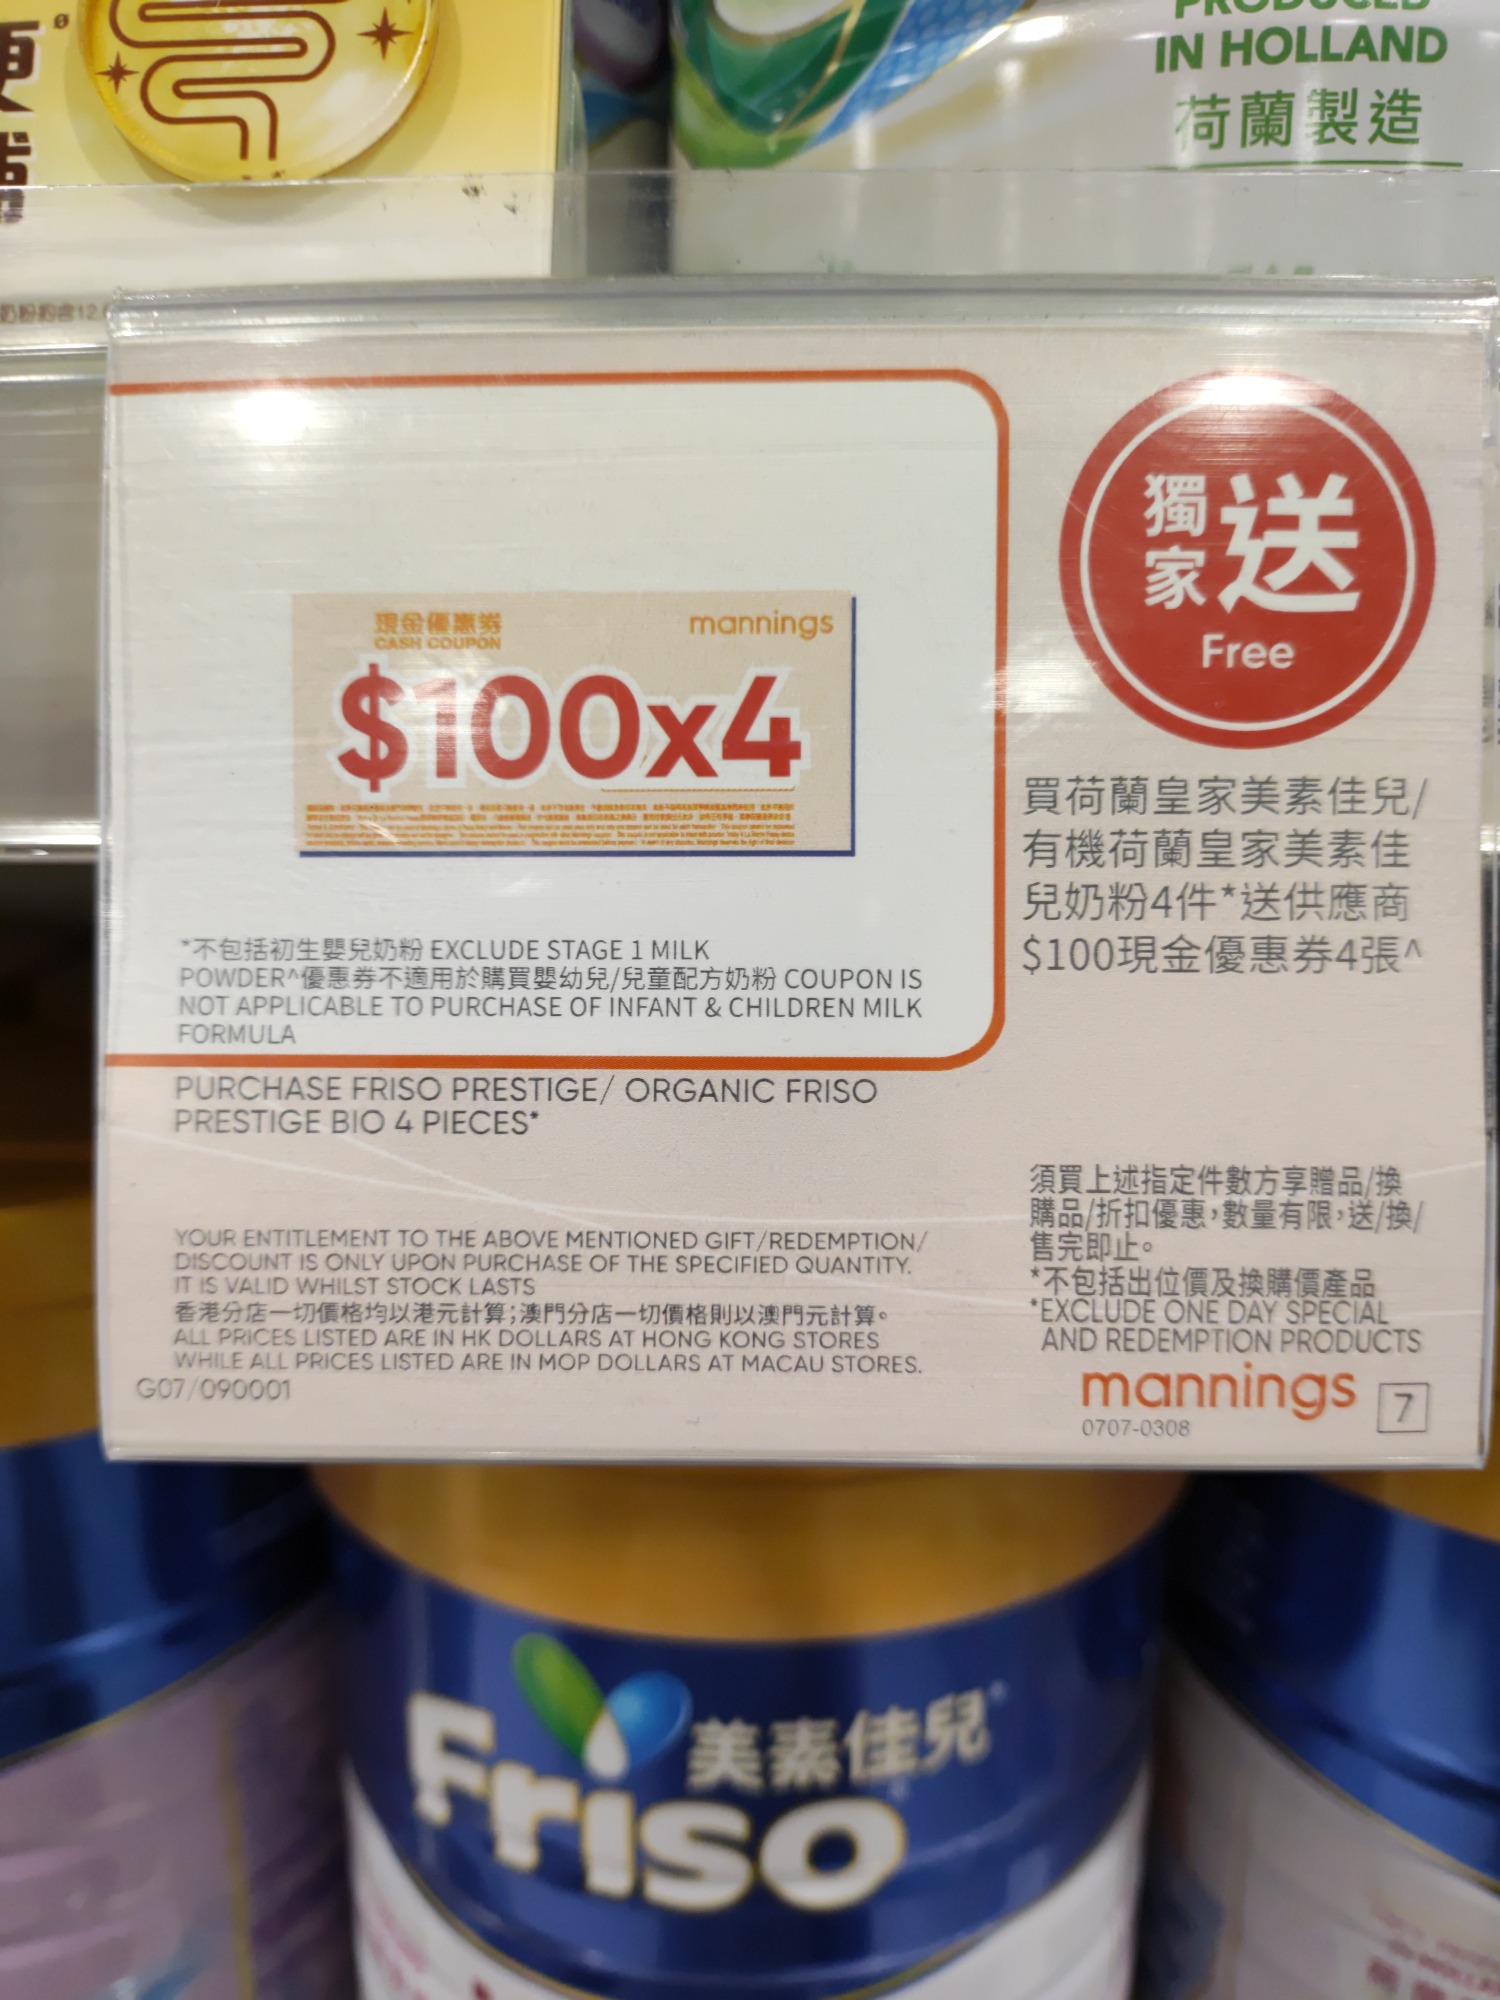 PRODUCED
IN HOLLAND
荷蘭製造
便
奶粉約含12.
獨家送
Free
現金優惠券
CASH COUPON
mannings
$100x4
買荷蘭皇家美素佳兒/
有機荷蘭皇家美素佳
兒奶粉4件*送供應商
$100現金優惠券4張^
*不包括初生嬰兒奶粉 EXCLUDE STAGE 1 MILK
POWDER^優惠券不適用於購買嬰幼兒/兒童配方奶粉 COUPON IS
NOT APPLICABLE TO PURCHASE OF INFANT & CHILDREN MILK
FORMULA
PURCHASE FRISO PRESTIGE/ ORGANIC FRISO
PRESTIGE BIO 4 PIECES*
YOUR ENTITLEMENT TO THE ABOVE MENTIONED GIFT/REDEMPTION/
DISCOUNT IS ONLY UPON PURCHASE OF THE SPECIFIED QUANTITY.
IT IS VALID WHILST STOCK LASTS
香港分店一切價格均以港元計算;澳門分店一切價格則以澳門元計算。
ALL PRICES LISTED ARE IN HK DOLLARS AT HONG KONG STORES
WHILE ALL PRICES LISTED ARE IN MOP DOLLARS AT MACAU STORES.
G07/090001
須買上述指定件數方享贈品/換
購品/折扣優惠,數量有限,送/換/
售完即止。
*不包括出位價及換購價產品
*EXCLUDE ONE DAY SPECIAL
AND REDEMPTION PRODUCTS
mannings
7
0707-0308
美素佳兒
Friso